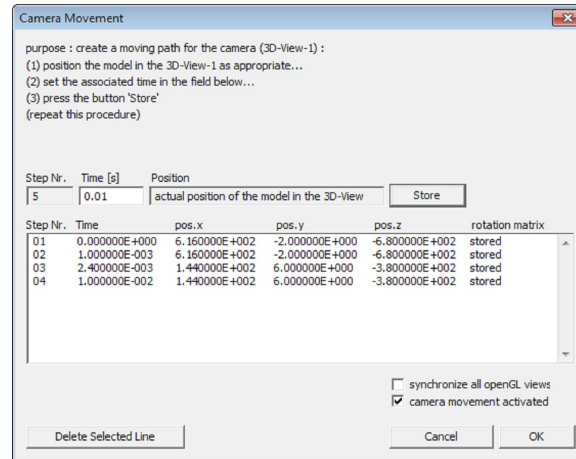 Camera Movement
purpose : create a moving path for the camera (3D-View-1) :
(1) position the model in the 3D-View-1 as appropriate...
(2) set the associated time in the field below...
(3) press the button 'Store'
(repeat this procedure)
Step Nr. Time [s] Position
5 0.01 actual position of the model in the 3D-View Store
Step Nr. Time pos.x pos.y pos.z rotation matrix
01 0.000000E+000 6.160000E+002 -2.000000E+000 -6.800000E+002 stored
02 1.000000E-003 6.160000E+002 -2.000000E+000 -6.800000E+002 stored
03 2.400000E-003 1.440000E+002 6.000000E+000 -3.800000E+002 stored
04 1.000000E-002 1.440000E+002 6.000000E+000 -3.800000E+002 stored
synchronize all openGL views
camera movement activated
Delete Selected Line Cancel OK